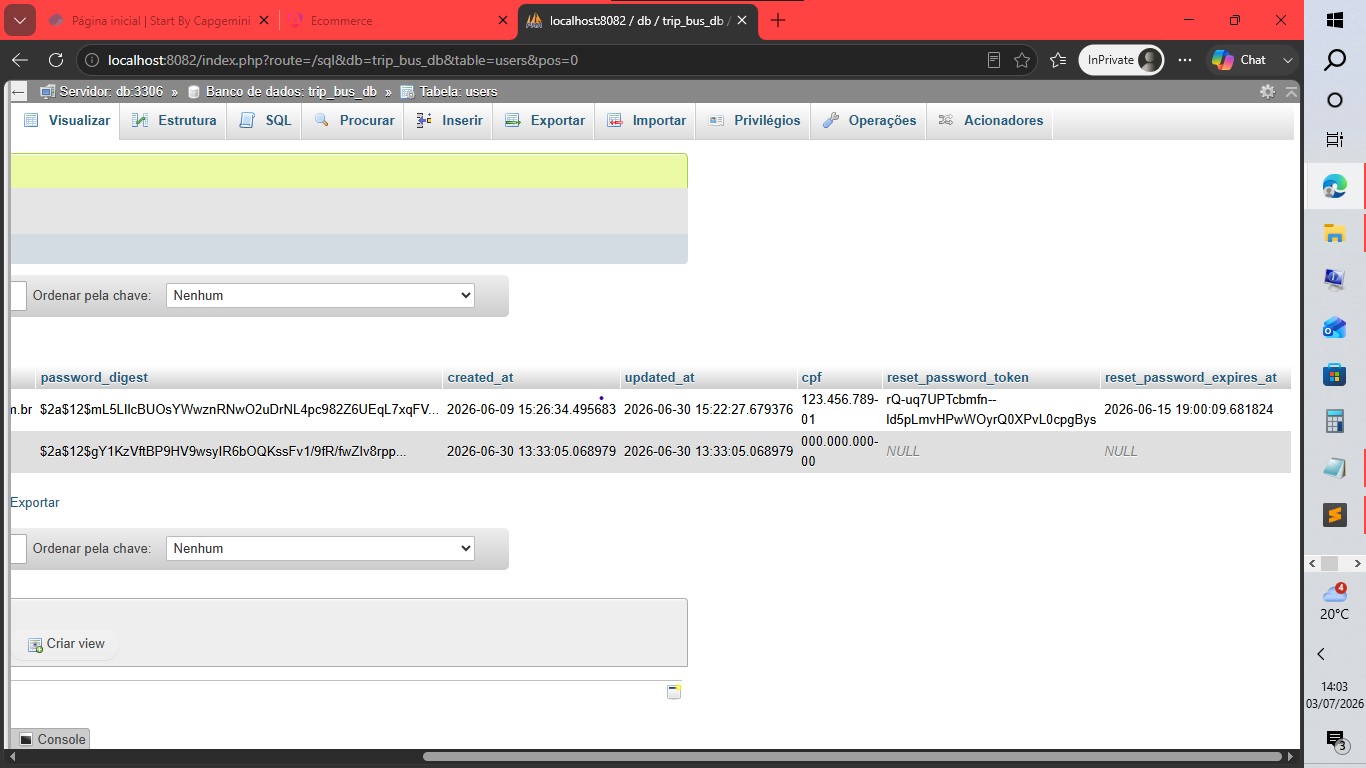 Página inicial | Start By Capgemini
Ecommerce
localhost:8082 / db / trip_bus_db /
localhost:8082/index.php?route=/sql&db=trip_bus_db&table=users&pos=0
InPrivate
Chat
Servidor: db:3306 » Banco de dados: trip_bus_db » Tabela: users
Visualizar Estrutura SQL Procurar Inserir Exportar Importar Privilégios Operações Acionadores
Ordenar pela chave: Nenhum
password_digest created_at updated_at cpf reset_password_token reset_password_expires_at
m.br $2a$12$mL5LlIcBUOsYWwznRNwO2uDrNL4pc982Z6UEqL7xqFV... 2026-06-09 15:26:34.495683 2026-06-30 15:22:27.679376 123.456.789-01 rQ-uq7UPTcbmfn--ld5pLmvHPwWOyrQ0XPvL0cpgBys 2026-06-15 19:00:09.681824
$2a$12$gY1KzVftBP9HV9wsyIR6bOQKssFv1/9fR/fwZIv8rpp... 2026-06-30 13:33:05.068979 2026-06-30 13:33:05.068979 000.000.000-00 NULL NULL
Exportar
Ordenar pela chave: Nenhum
Criar view
Console
4
20°C
14:03
03/07/2026
3